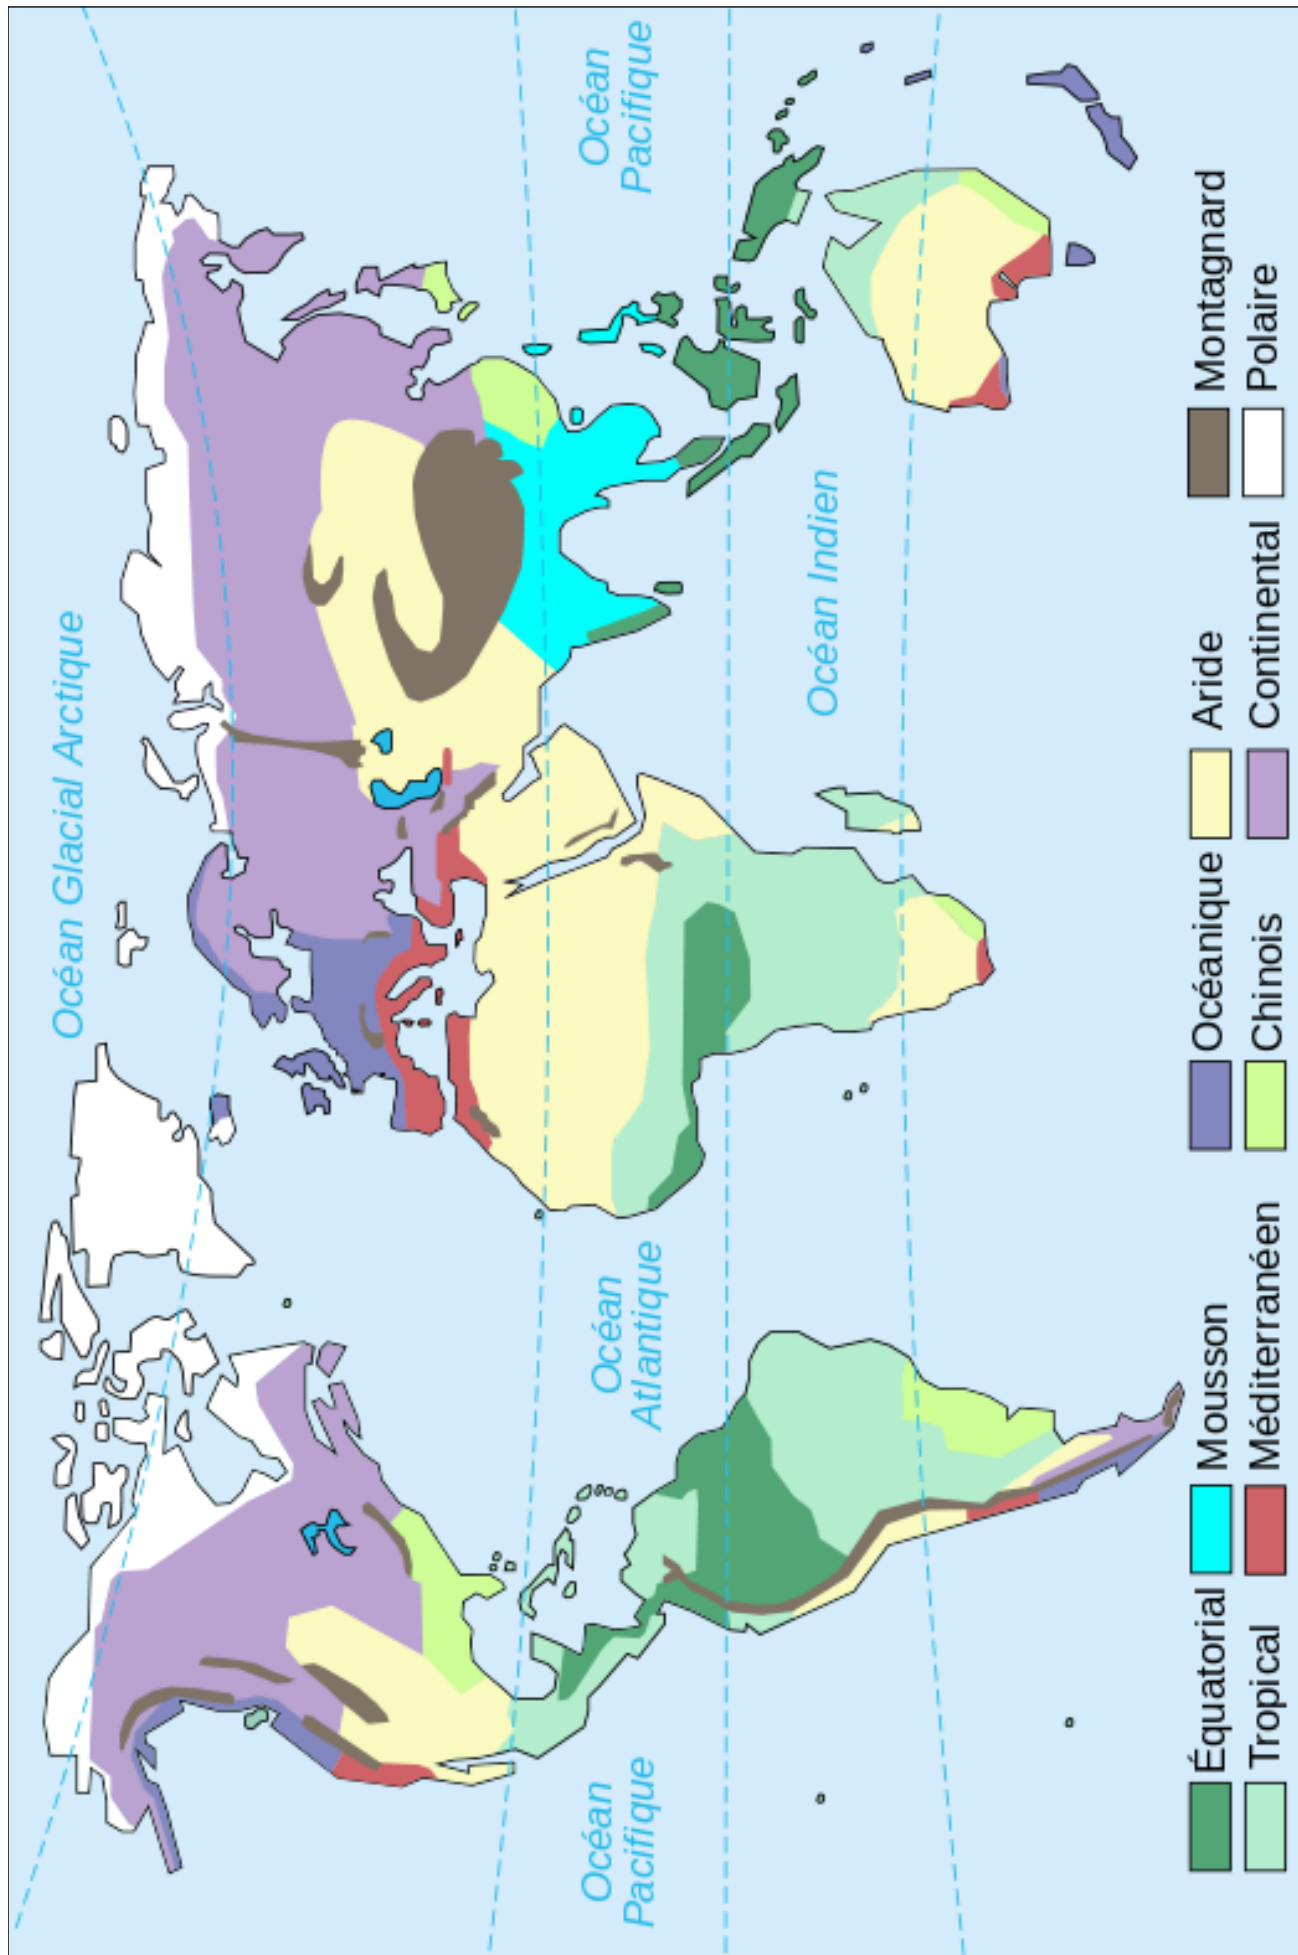 Océan Glacial Arctique
Océan
Pacifique
Océan
Atlantique
Océan
Pacifique
Océan Indien
Équatorial
Mousson
Océanique
Aride
Montagnard
Tropical
Méditerranéen
Chinois
Continental
Polaire